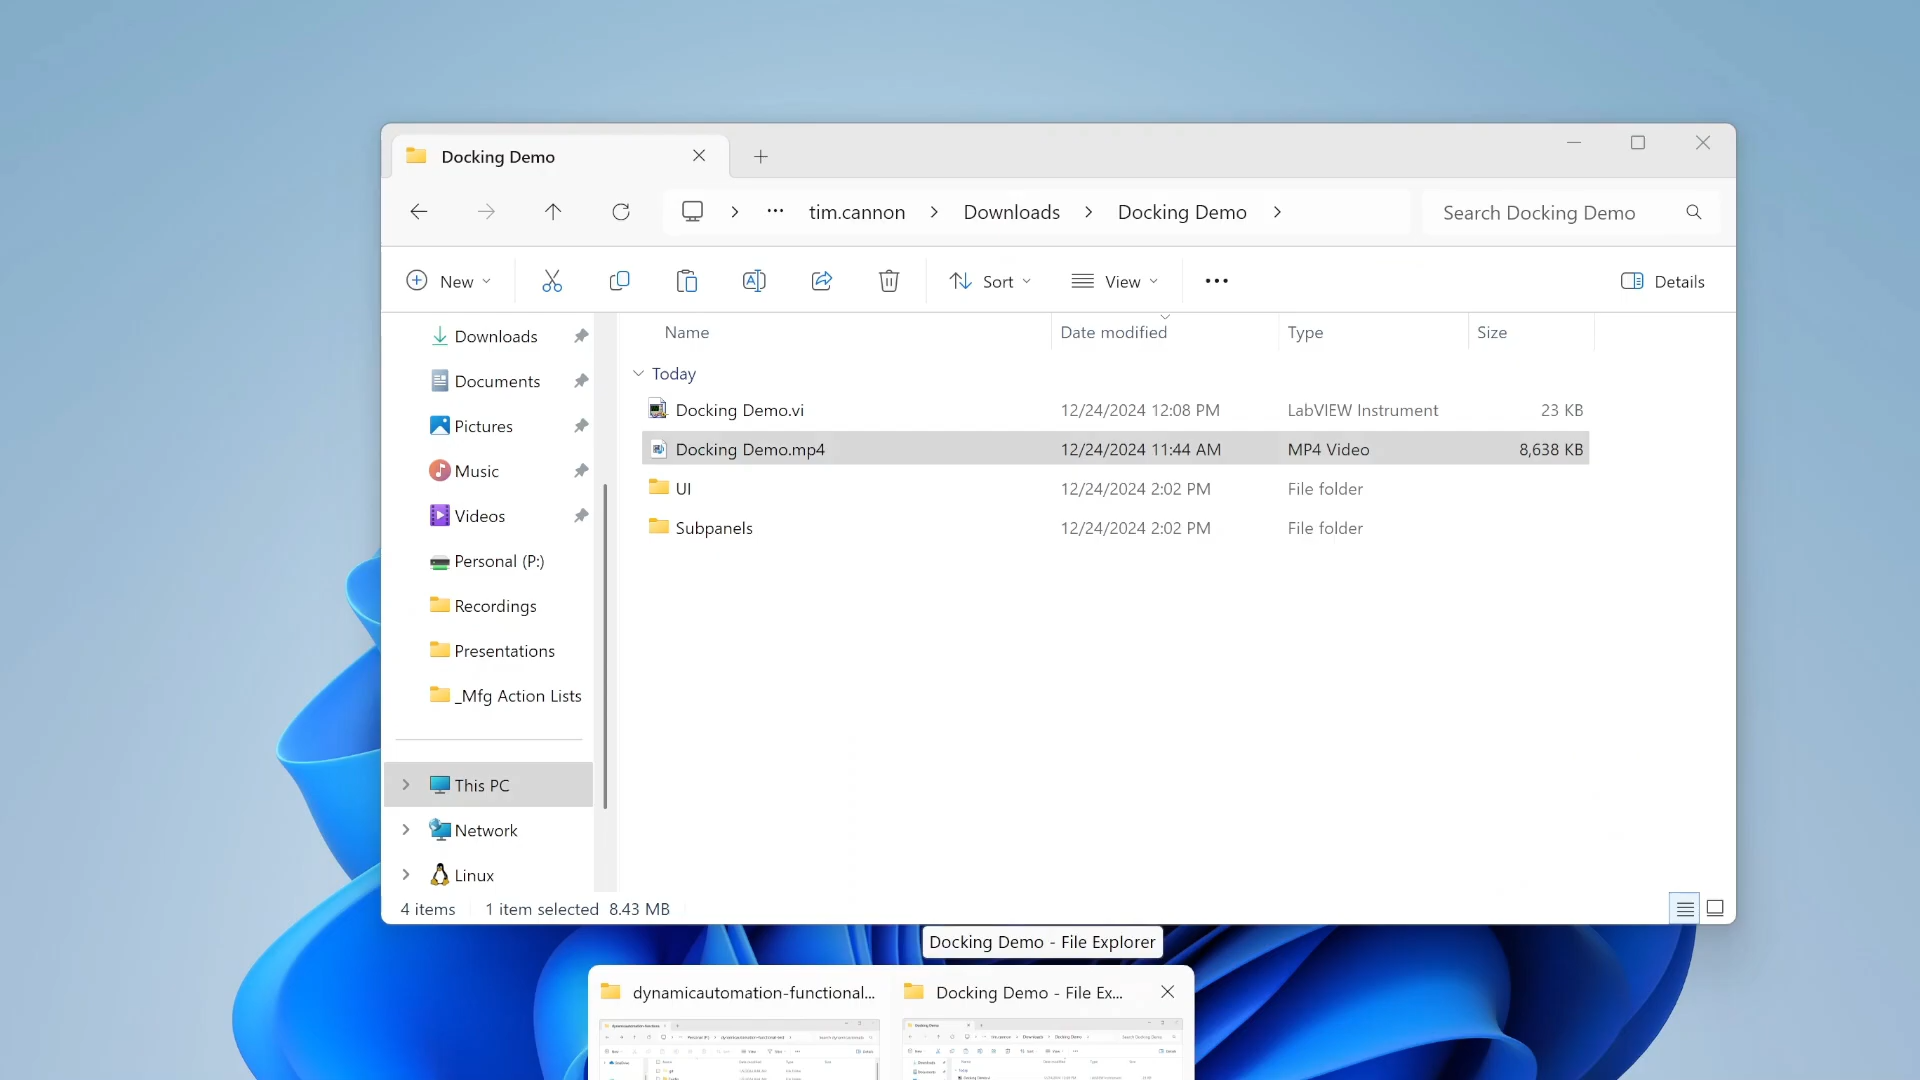 Docking Demo
tim.cannon Downloads Docking Demo
Search Docking Demo
New Sort View Details
Downloads
Documents
Pictures
Music
Videos
Personal (P:)
Recordings
Presentations
_Mfg Action Lists
This PC
Network
Linux
Name Date modified Type Size
Today
Docking Demo.vi 12/24/2024 12:08 PM LabVIEW Instrument 23 KB
Docking Demo.mp4 12/24/2024 11:44 AM MP4 Video 8,638 KB
UI 12/24/2024 2:02 PM File folder
Subpanels 12/24/2024 2:02 PM File folder
4 items 1 item selected 8.43 MB
Docking Demo - File Explorer
dynamicautomation-functional...
Docking Demo - File Ex...